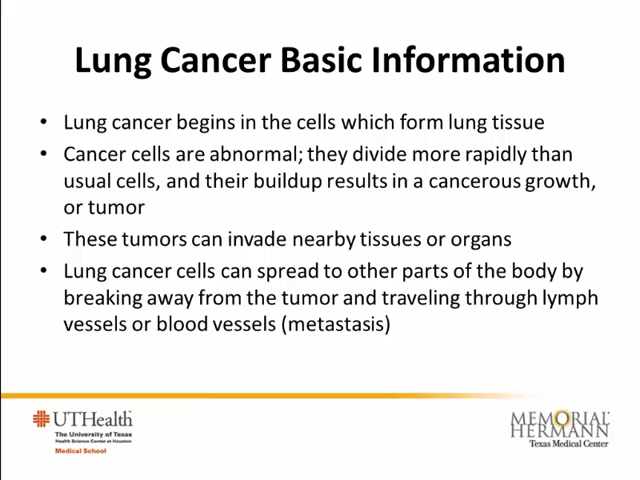 Lung Cancer Basic Information
• Lung cancer begins in the cells which form lung tissue
• Cancer cells are abnormal; they divide more rapidly than
usual cells, and their buildup results in a cancerous growth,
or tumor
• These tumors can invade nearby tissues or organs
• Lung cancer cells can spread to other parts of the body by
breaking away from the tumor and traveling through lymph
vessels or blood vessels (metastasis)
UTHealth
The University of Texas
Health Science Center at Houston
Medical School
MEMORIAL
HERMANN
Texas Medical Center